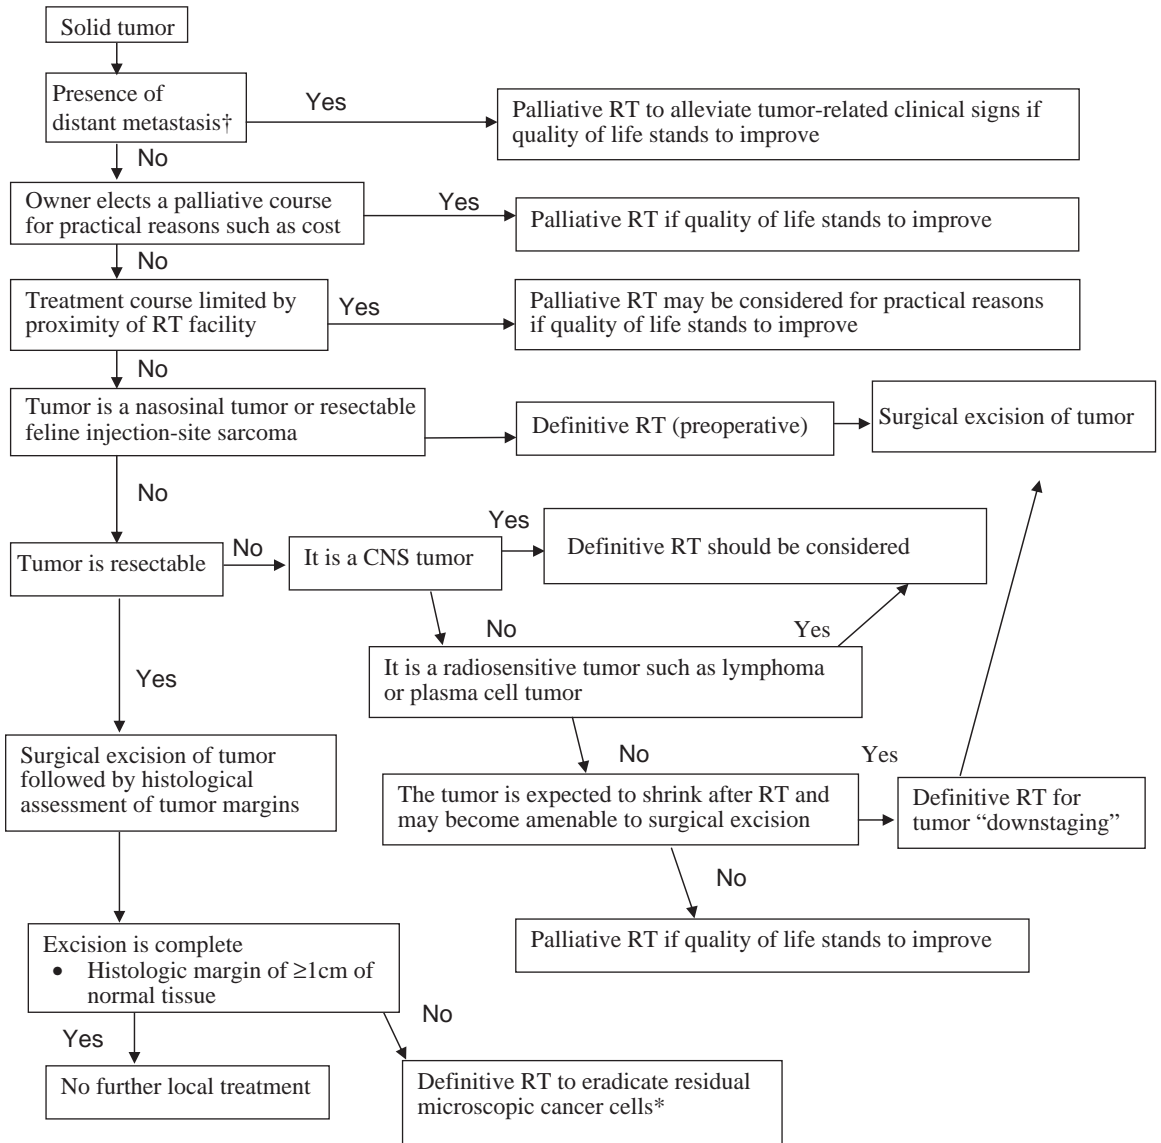 Solid tumor
Presence of
distant metastasis†
Yes
Palliative RT to alleviate tumor-related clinical signs if
quality of life stands to improve
No
Owner elects a palliative course
for practical reasons such as cost
Yes
Palliative RT if quality of life stands to improve
No
Treatment course limited by
proximity of RT facility
Yes
Palliative RT may be considered for practical reasons
if quality of life stands to improve
No
Tumor is a nasosinal tumor or resectable
feline injection-site sarcoma
Definitive RT (preoperative)
Surgical excision of tumor
No
Tumor is resectable
No
It is a CNS tumor
Yes
Definitive RT should be considered
No
Yes
It is a radiosensitive tumor such as lymphoma
or plasma cell tumor
Yes
Surgical excision of tumor
followed by histological
assessment of tumor margins
No
Yes
The tumor is expected to shrink after RT and
may become amenable to surgical excision
Definitive RT for
tumor “downstaging”
No
Palliative RT if quality of life stands to improve
Excision is complete
• Histologic margin of ≥1cm of
normal tissue
Yes
No
No further local treatment
Definitive RT to eradicate residual
microscopic cancer cells*